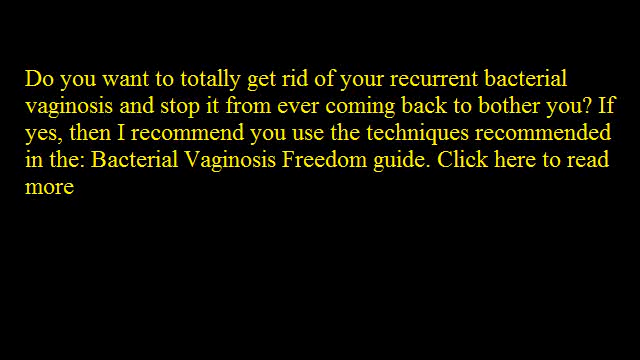 Do you want to totally get rid of your recurrent bacterial
vaginosis and stop it from ever coming back to bother you? If
yes, then I recommend you use the techniques recommended
in the: Bacterial Vaginosis Freedom guide. Click here to read
more